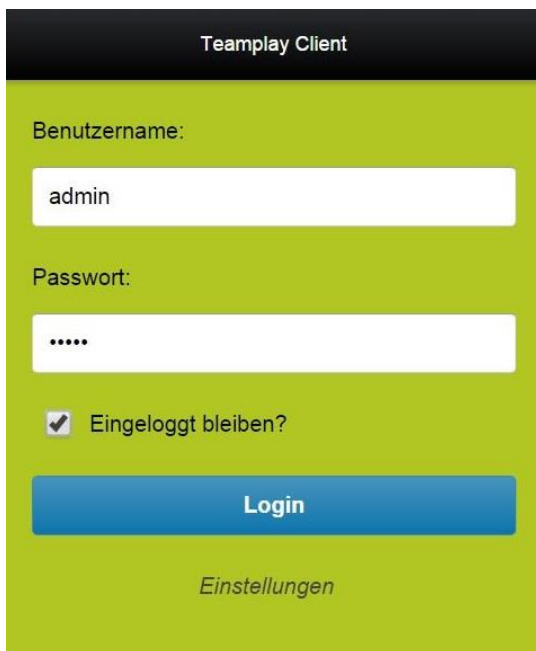 Teamplay Client
Benutzername:
admin
Passwort:
•••••
Eingeloggt bleiben?
Login
Einstellungen